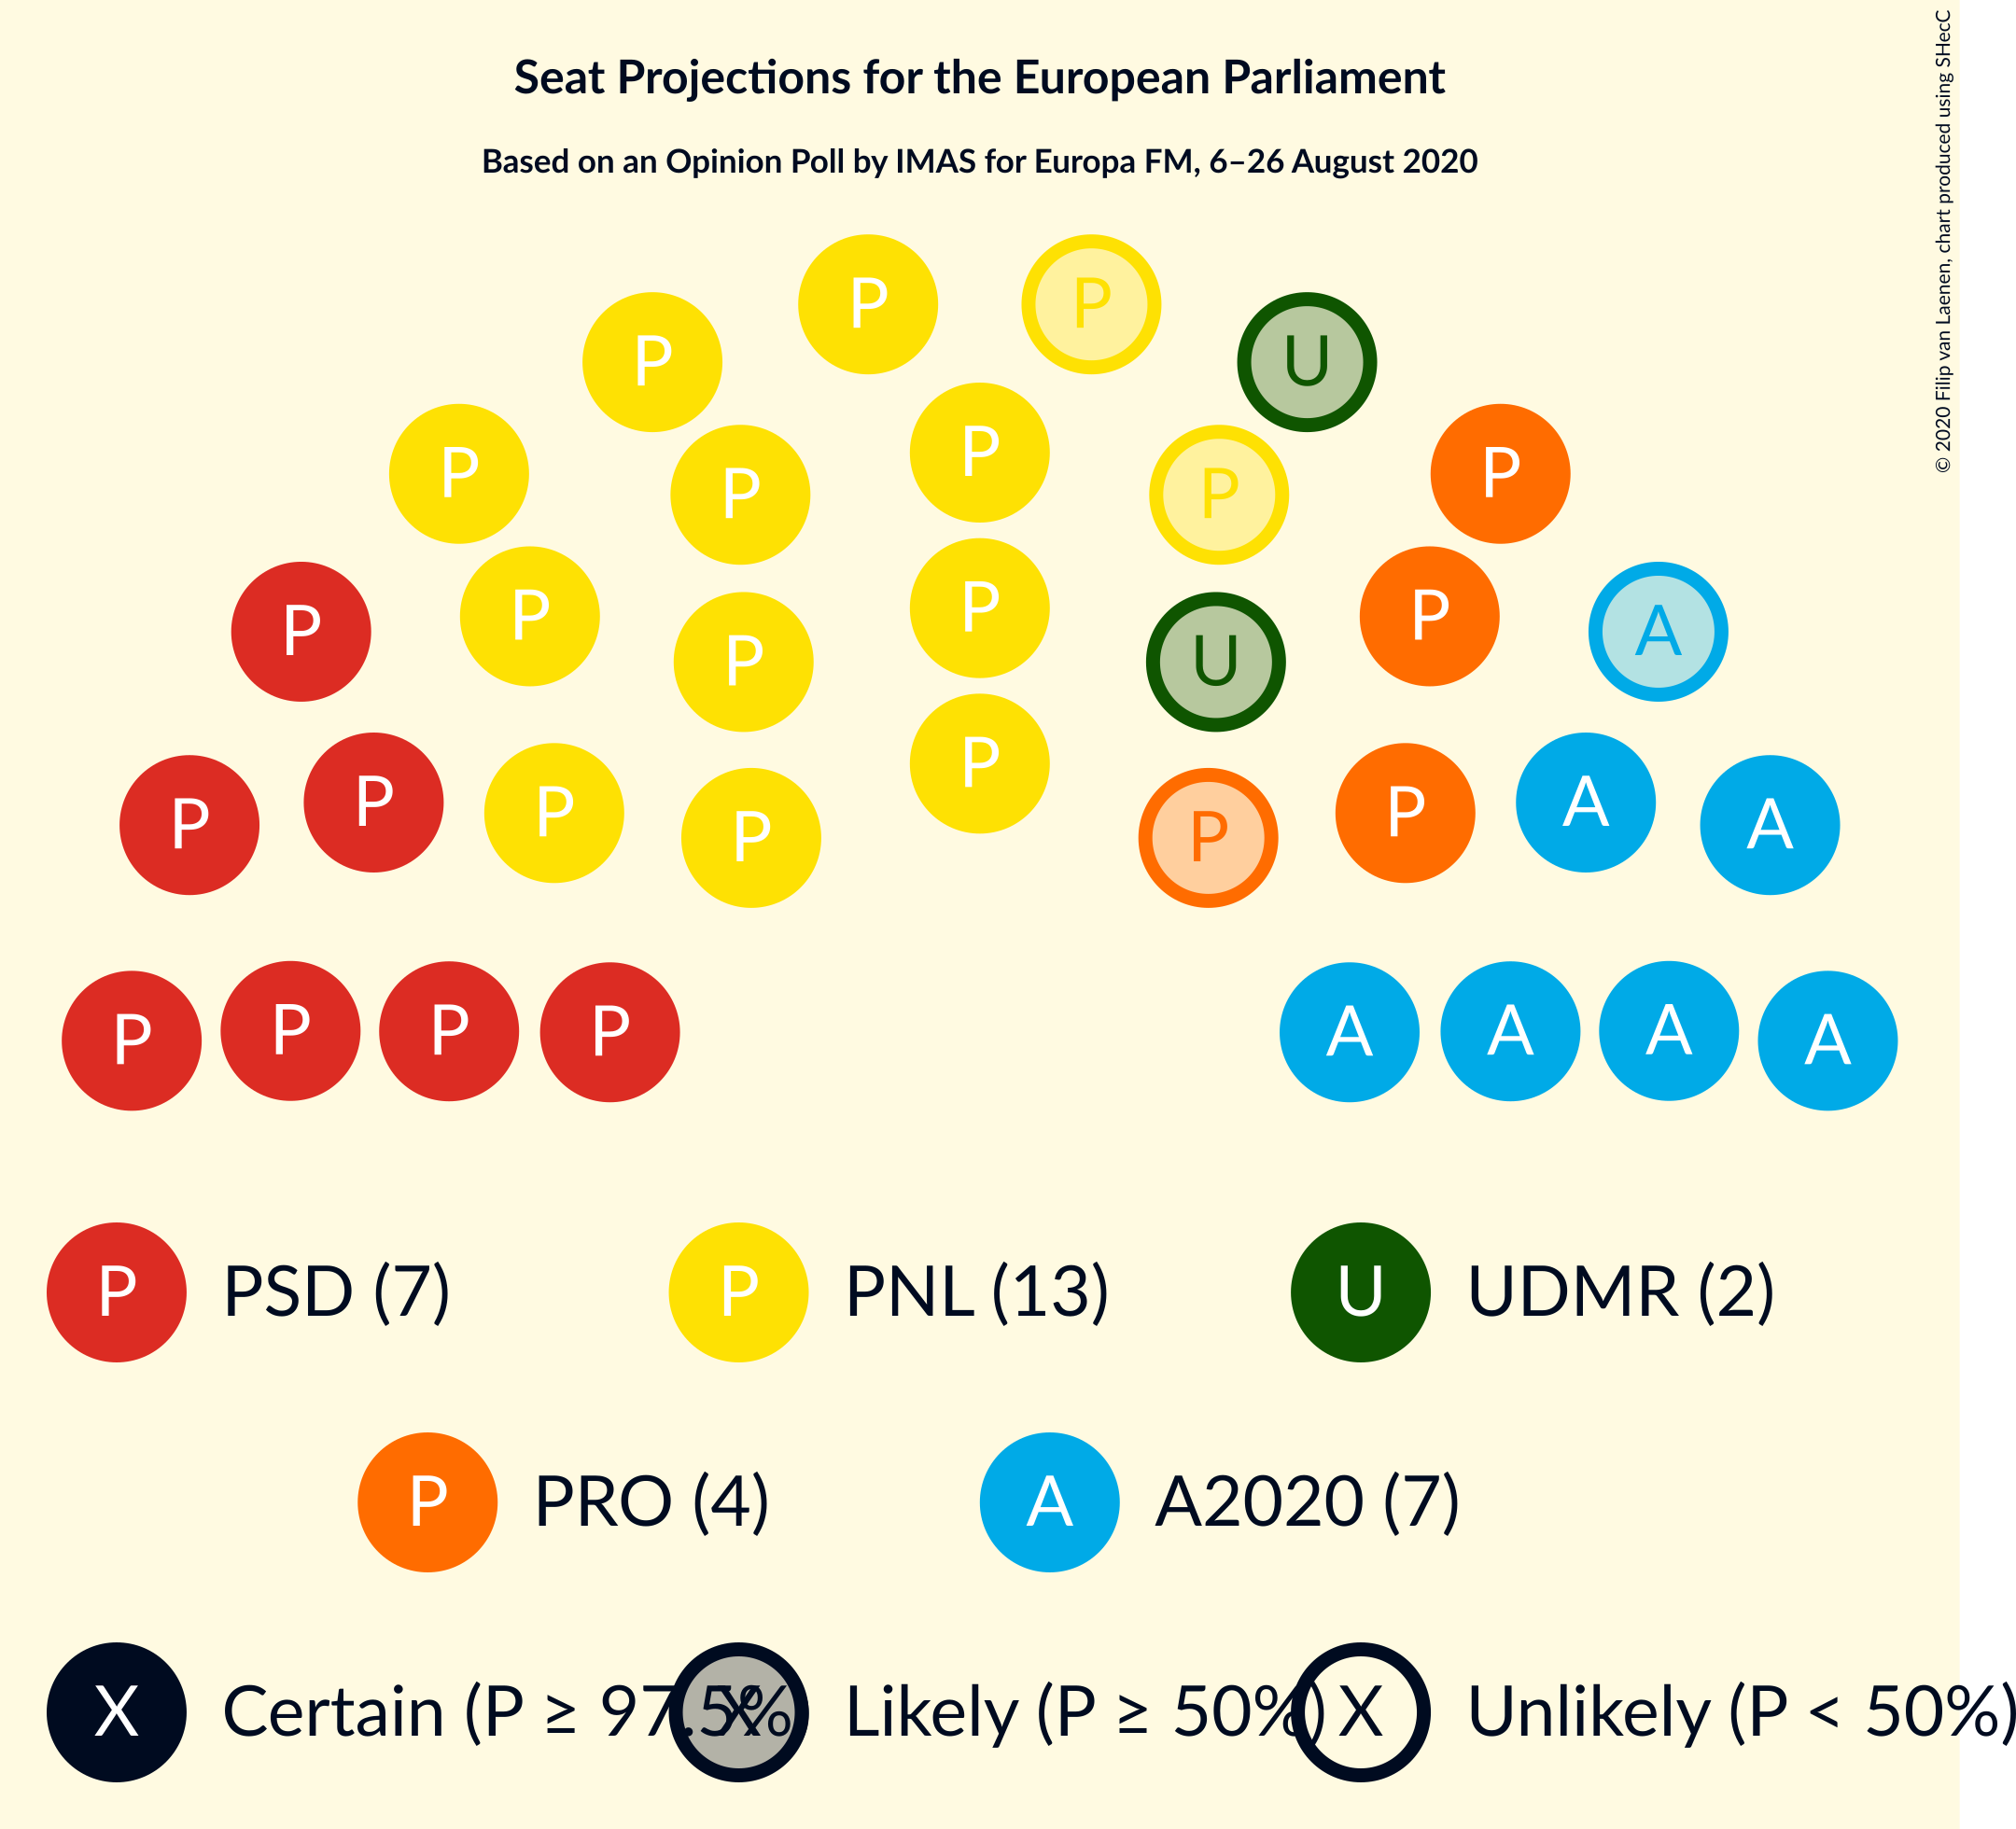 Seat Projections for the European Parliament
Based on an Opinion Poll by IMAS for Europa FM, 6–26 August 2020
© 2020 Filip van Laenen, chart produced using SHecC
P P
P U
P P
P P P
P P
P P A
P U
P
P A
P A
P P
P P
P P P A A A
P A
PSD (7)
P
PNL (13)
U
UDMR (2)
P
PRO (4)
A
A2020 (7)
X
Certain (P ≥ 97.5%
X
Likely (P ≥ 50%)
X
Unlikely (P < 50%)